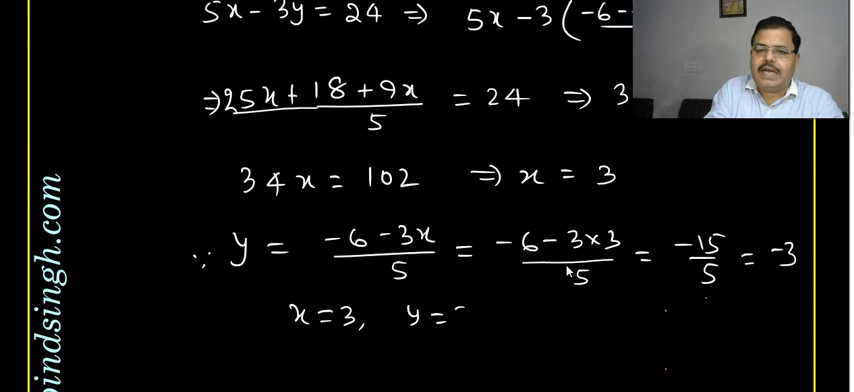 5x - 3y = 24 ⇒ 5x - 3 ( -6 -
⇒ 25x + 18 + 9x / 5 = 24 ⇒ 3
34x = 102 ⇒ x = 3
∵ y = -6 - 3x / 5 = -6 - 3×3 / 5 = -15 / 5 = -3
x = 3, y = -
pindsingh.com